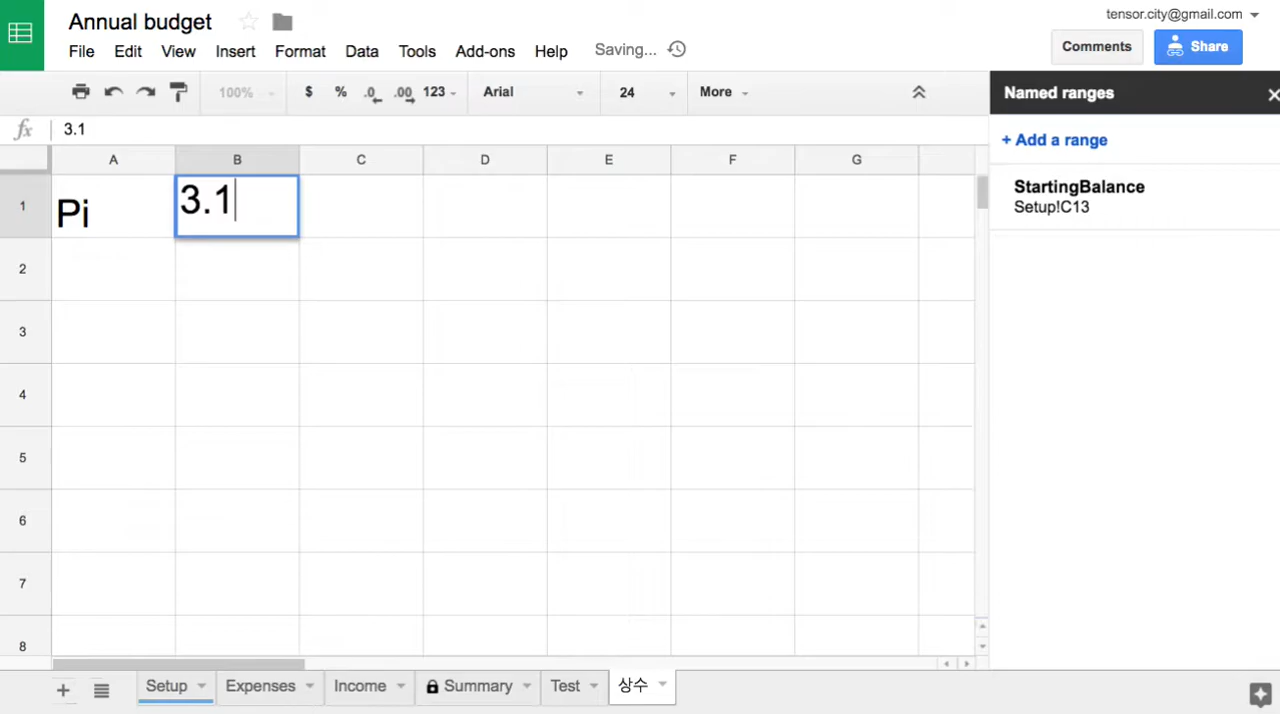 Annual budget
tensor.city@gmail.com
File Edit View Insert Format Data Tools Add-ons Help Saving...
Comments Share
100% $ % .0 .00 123 Arial 24 More
Named ranges
fx 3.1
+ Add a range
A B C D E F G
StartingBalance
Setup!C13
1 Pi 3.1
2
3
4
5
6
7
8
Setup Expenses Income Summary Test 상수